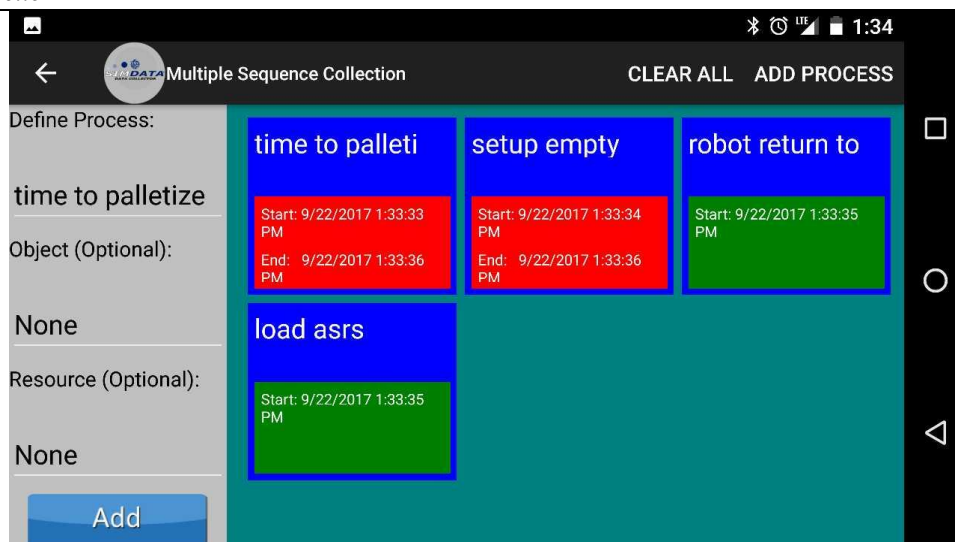 LTE 1:34
SIMDATA
DATA COLLECTOR
Multiple Sequence Collection
CLEAR ALL
ADD PROCESS
Define Process:
time to palletize
Object (Optional):
None
Resource (Optional):
None
Add
time to palleti
Start: 9/22/2017 1:33:33
PM
End: 9/22/2017 1:33:36
PM
setup empty
Start: 9/22/2017 1:33:34
PM
End: 9/22/2017 1:33:36
PM
robot return to
Start: 9/22/2017 1:33:35
PM
load asrs
Start: 9/22/2017 1:33:35
PM